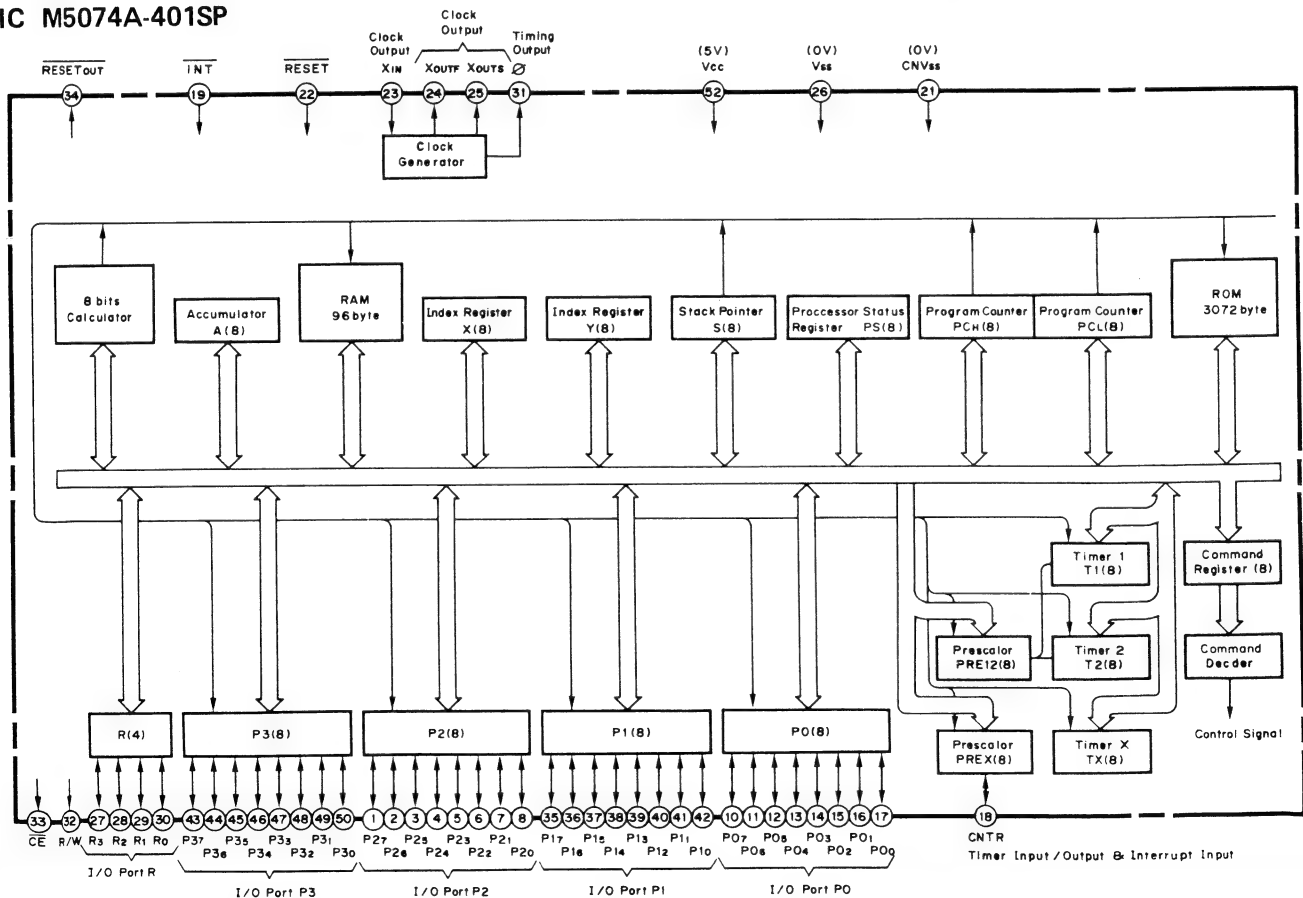 IC M5074A-401SP
Clock
Output
Clock
Output
Timing
Output
(5V)
(0V)
(0V)
RESETOUT
INT
RESET
XIN
XOUTF
XOUTS
Ø
Vcc
Vss
CNVss
34
19
22
23
24
25
31
52
26
21
Clock
Generator
8 bits
Calculator
Accumulator
A(8)
RAM
96byte
Index Register
X(8)
Index Register
Y(8)
Stack Pointer
S(8)
Proccessor Status
Register PS(8)
Program Counter
PCH(8)
Program Counter
PCL(8)
ROM
3072byte
Timer 1
T1(8)
Command
Register (8)
Prescalor
PRE12(8)
Timer 2
T2(8)
Command
Decder
R(4)
P3(8)
P2(8)
P1(8)
P0(8)
Prescalor
PREX(8)
Timer X
TX(8)
Control Signal
33
32
27
28
29
30
43
44
45
46
47
48
49
50
1
2
3
4
5
6
7
8
35
36
37
38
39
40
41
42
10
11
12
13
14
15
16
17
18
CE
R/W
R3
R2
R1
R0
P37
P36
P35
P34
P33
P32
P31
P30
P27
P26
P25
P24
P23
P22
P21
P20
P17
P16
P15
P14
P13
P12
P11
P10
P07
P06
P05
P04
P03
P02
P01
P00
CNTR
Timer Input/Output & Interrupt Input
I/O Port R
I/O Port P3
I/O Port P2
I/O Port P1
I/O Port P0